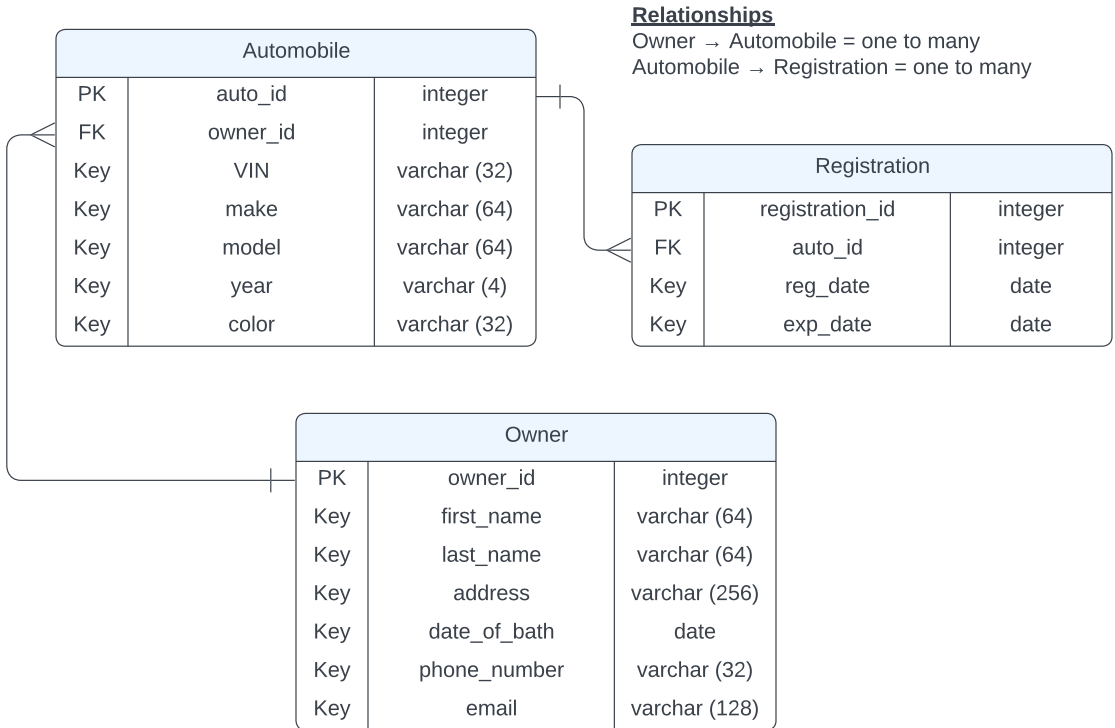 Relationships
Owner → Automobile = one to many
Automobile → Registration = one to many
Automobile
PK auto_id integer
FK owner_id integer
Key VIN varchar (32)
Key make varchar (64)
Key model varchar (64)
Key year varchar (4)
Key color varchar (32)
Registration
PK registration_id integer
FK auto_id integer
Key reg_date date
Key exp_date date
Owner
PK owner_id integer
Key first_name varchar (64)
Key last_name varchar (64)
Key address varchar (256)
Key date_of_bath date
Key phone_number varchar (32)
Key email varchar (128)